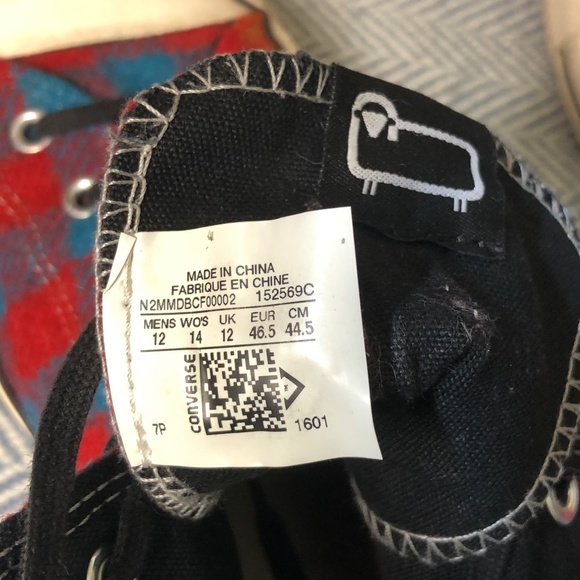 MADE IN CHINA
FABRIQUE EN CHINE
N2MMDBCF00002 152569C
MENS WO'S UK EUR CM
12 14 12 46.5 44.5
CONVERSE
7P 1601